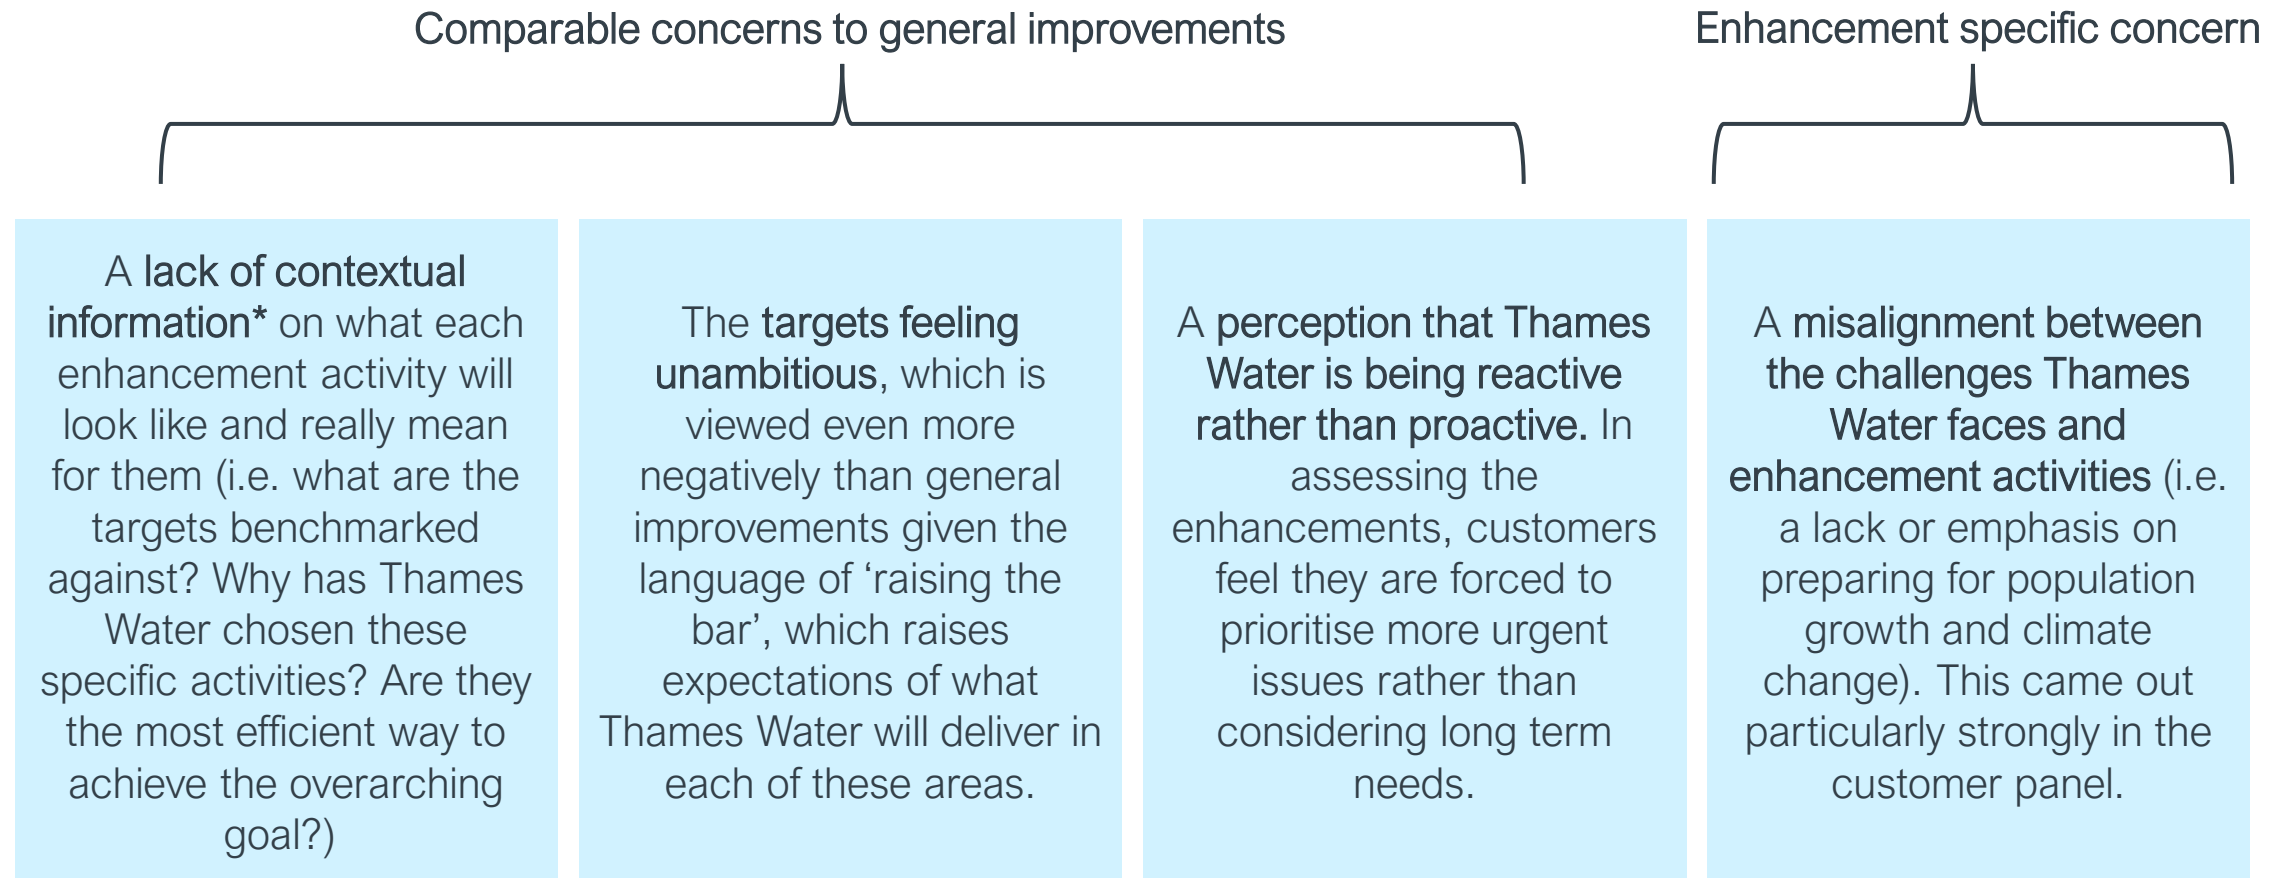 Comparable concerns to general improvements
Enhancement specific concern
A lack of contextual
information* on what each
enhancement activity will
look like and really mean
for them (i.e. what are the
targets benchmarked
against? Why has Thames
Water chosen these
specific activities? Are they
the most efficient way to
achieve the overarching
goal?)
The targets feeling
unambitious, which is
viewed even more
negatively than general
improvements given the
language of ‘raising the
bar’, which raises
expectations of what
Thames Water will deliver in
each of these areas.
A perception that Thames
Water is being reactive
rather than proactive. In
assessing the
enhancements, customers
feel they are forced to
prioritise more urgent
issues rather than
considering long term
needs.
A misalignment between
the challenges Thames
Water faces and
enhancement activities (i.e.
a lack or emphasis on
preparing for population
growth and climate
change). This came out
particularly strongly in the
customer panel.